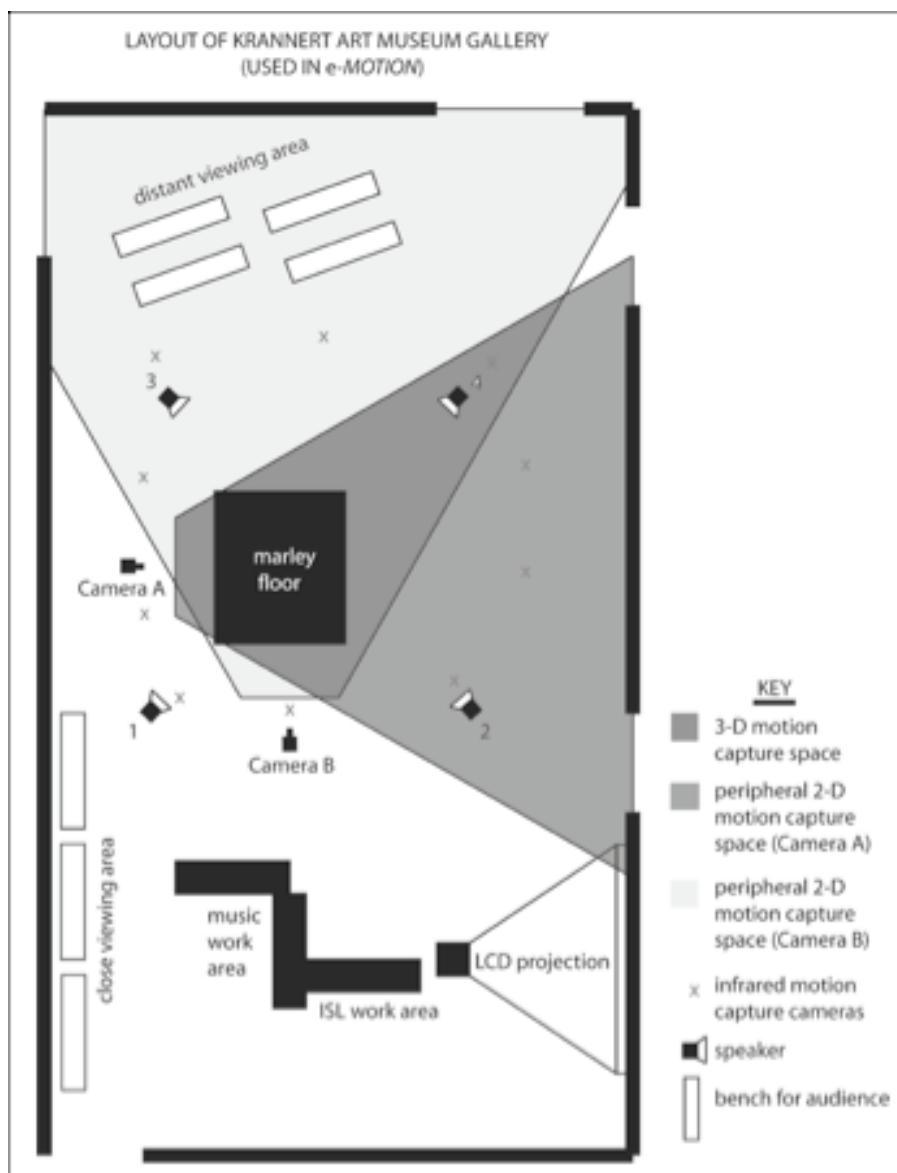 LAYOUT OF KRANNERT ART MUSEUM GALLERY
(USED IN e-MOTION)
distant viewing area
x
x
3
4
x
x
x
marley
floor
x
Camera A
x
x
x
1
x
x
2
Camera B
close viewing area
music
work
area
LCD projection
ISL work area
KEY
3-D motion
capture space
peripheral 2-D
motion capture
space (Camera A)
peripheral 2-D
motion capture
space (Camera B)
x
infrared motion
capture cameras
speaker
bench for audience